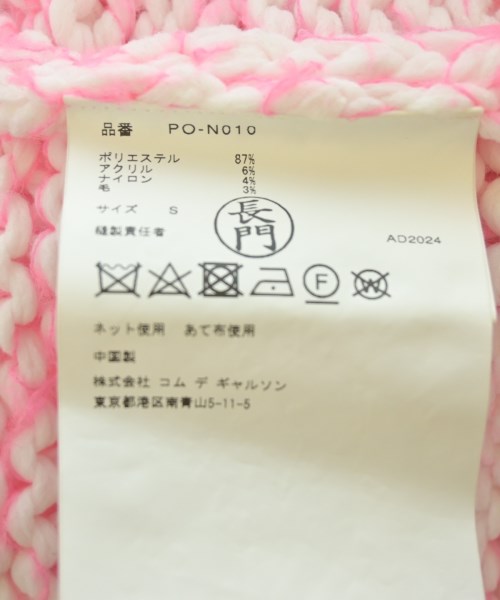 品番 PO-N010
ポリエステル 87%
アクリル 6%
ナイロン 4%
毛 3%
サイズ S
縫製責任者 長門
AD2024
F W
ネット使用 あて布使用
中国製
株式会社 コム デ ギャルソン
東京都港区南青山5-11-5